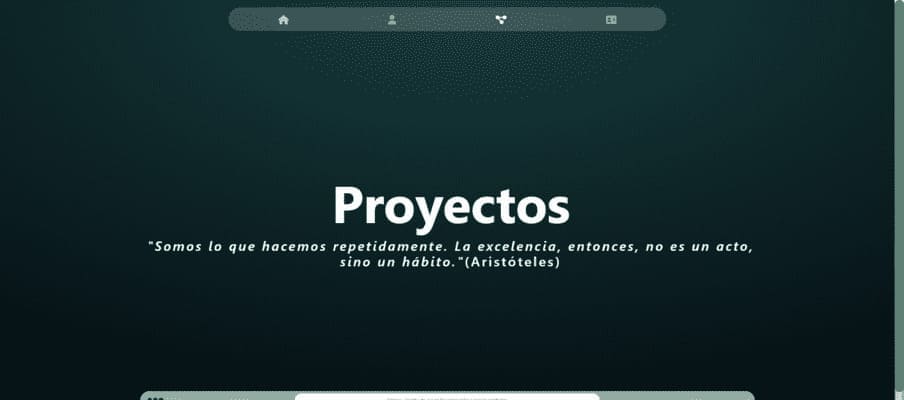 Proyectos
"Somos lo que hacemos repetidamente. La excelencia, entonces, no es un acto,
sino un hábito."(Aristóteles)